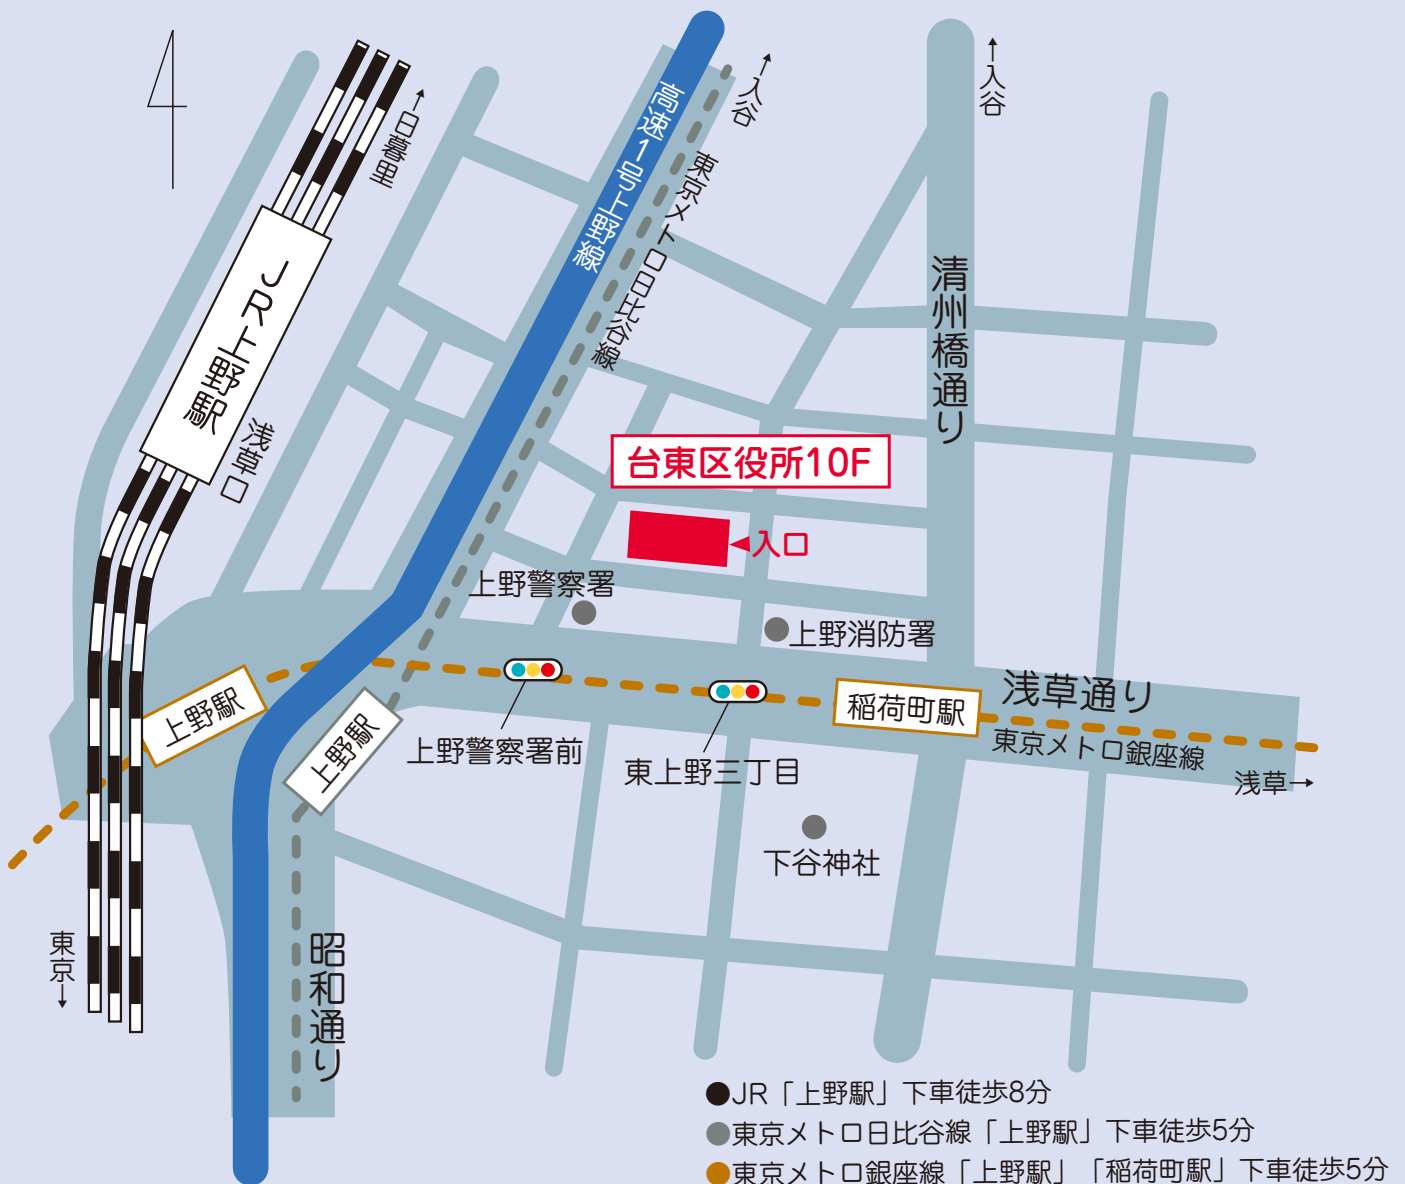 →入谷
→入谷
→日暮里
高速1号上野線
東京メトロ日比谷線
JR上野駅
浅草口
清州橋通り
台東区役所10F
入口
上野警察署
上野消防署
上野駅
上野駅
上野警察署前
東上野三丁目
稲荷町駅
浅草通り
東京メトロ銀座線
浅草→
下谷神社
東京→
昭和通り
●JR「上野駅」下車徒歩8分
●東京メトロ日比谷線「上野駅」下車徒歩5分
●東京メトロ銀座線「上野駅」「稲荷町駅」下車徒歩5分